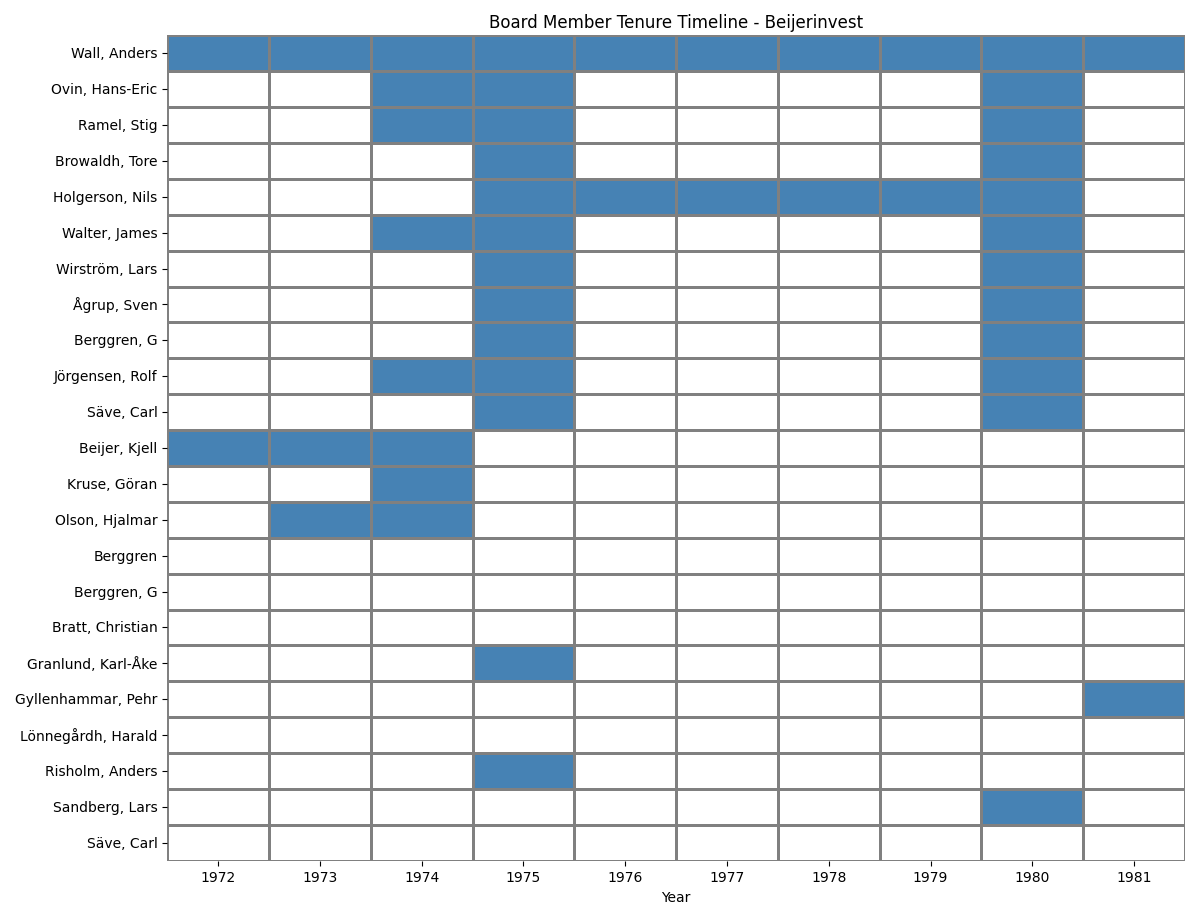 Board Member Tenure Timeline - Beijerinvest
Wall, Anders
Ovin, Hans-Eric
Ramel, Stig
Browaldh, Tore
Holgerson, Nils
Walter, James
Wirström, Lars
Ågrup, Sven
Berggren, G
Jörgensen, Rolf
Säve, Carl
Beijer, Kjell
Kruse, Göran
Olson, Hjalmar
Berggren
Berggren, G
Bratt, Christian
Granlund, Karl-Åke
Gyllenhammar, Pehr
Lönnegårdh, Harald
Risholm, Anders
Sandberg, Lars
Säve, Carl
1972 1973 1974 1975 1976 1977 1978 1979 1980 1981
Year